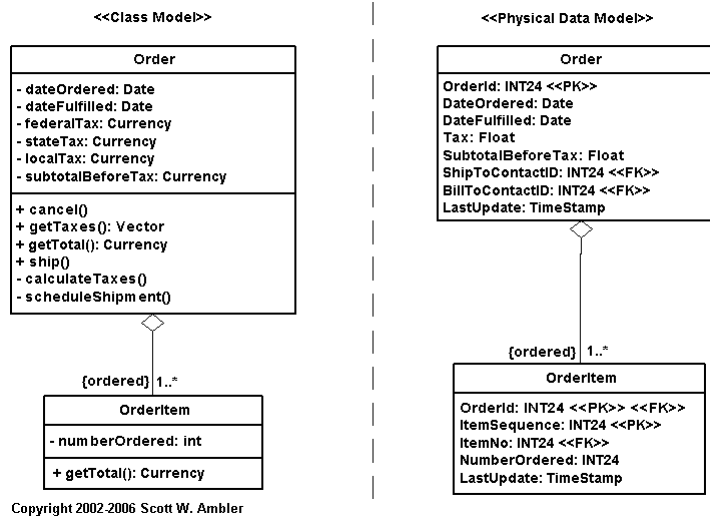 <<Class Model>>
Order
- dateOrdered: Date
- dateFulfilled: Date
- federalTax: Currency
- stateTax: Currency
- localTax: Currency
- subtotalBeforeTax: Currency
+ cancel()
+ getTaxes(): Vector
+ getTotal(): Currency
+ ship()
- calculateTaxes()
- scheduleShipment()
{ordered} 1..*
OrderItem
- numberOrdered: int
+ getTotal(): Currency
<<Physical Data Model>>
Order
OrderId: INT24 <<PK>>
DateOrdered: Date
DateFulfilled: Date
Tax: Float
SubtotalBeforeTax: Float
ShipToContactID: INT24 <<FK>>
BillToContactID: INT24 <<FK>>
LastUpdate: TimeStamp
{ordered} 1..*
OrderItem
OrderId: INT24 <<PK>> <<FK>>
ItemSequence: INT24 <<PK>>
ItemNo: INT24 <<FK>>
NumberOrdered: INT24
LastUpdate: TimeStamp
Copyright 2002-2006 Scott W. Ambler